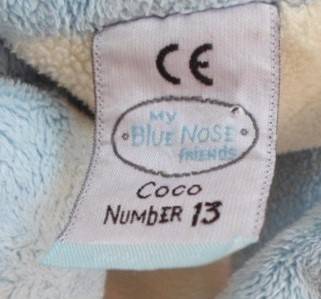 CE
MY
BLUE NOSE
FRIENDS
COCO
NUMBER 13